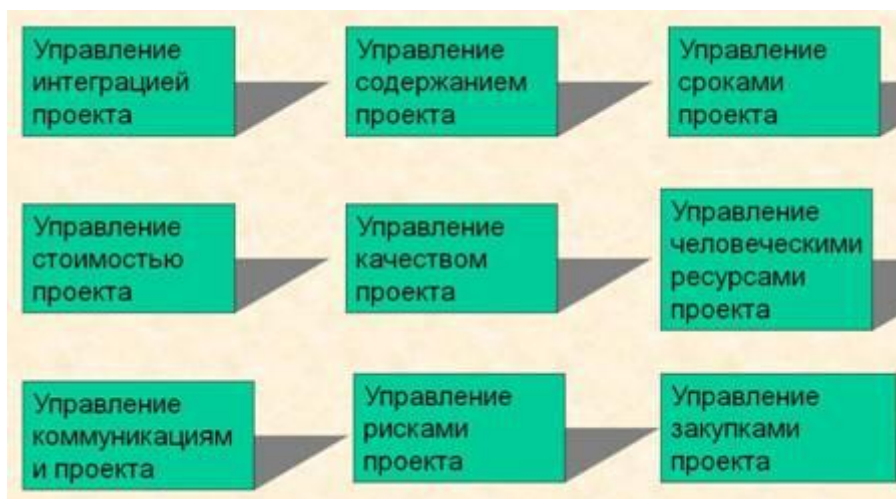 Управление
интеграцией
проекта
Управление
содержанием
проекта
Управление
сроками
проекта
Управление
стоимостью
проекта
Управление
качеством
проекта
Управление
человеческими
ресурсами
проекта
Управление
коммуникациям
и проекта
Управление
рисками
проекта
Управление
закупками
проекта